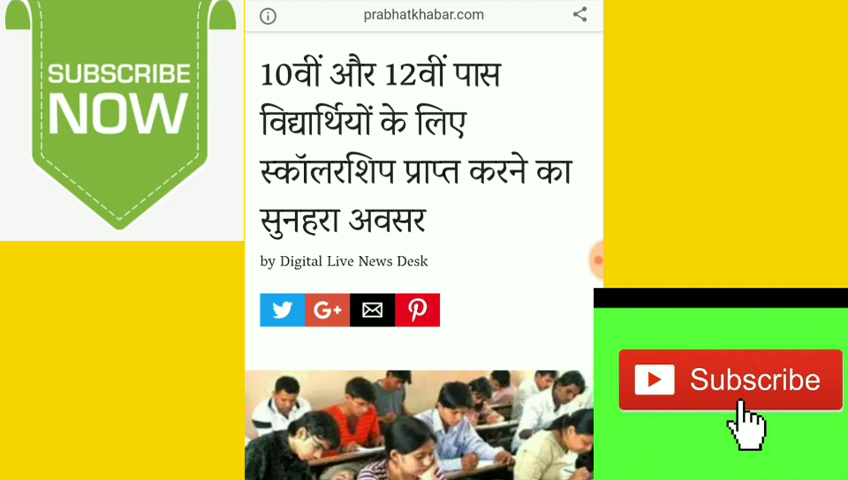 SUBSCRIBE
NOW
prabhatkhabar.com
10वीं और 12वीं पास
विद्यार्थियों के लिए
स्कॉलरशिप प्राप्त करने का
सुनहरा अवसर
by Digital Live News Desk
G+
Subscribe